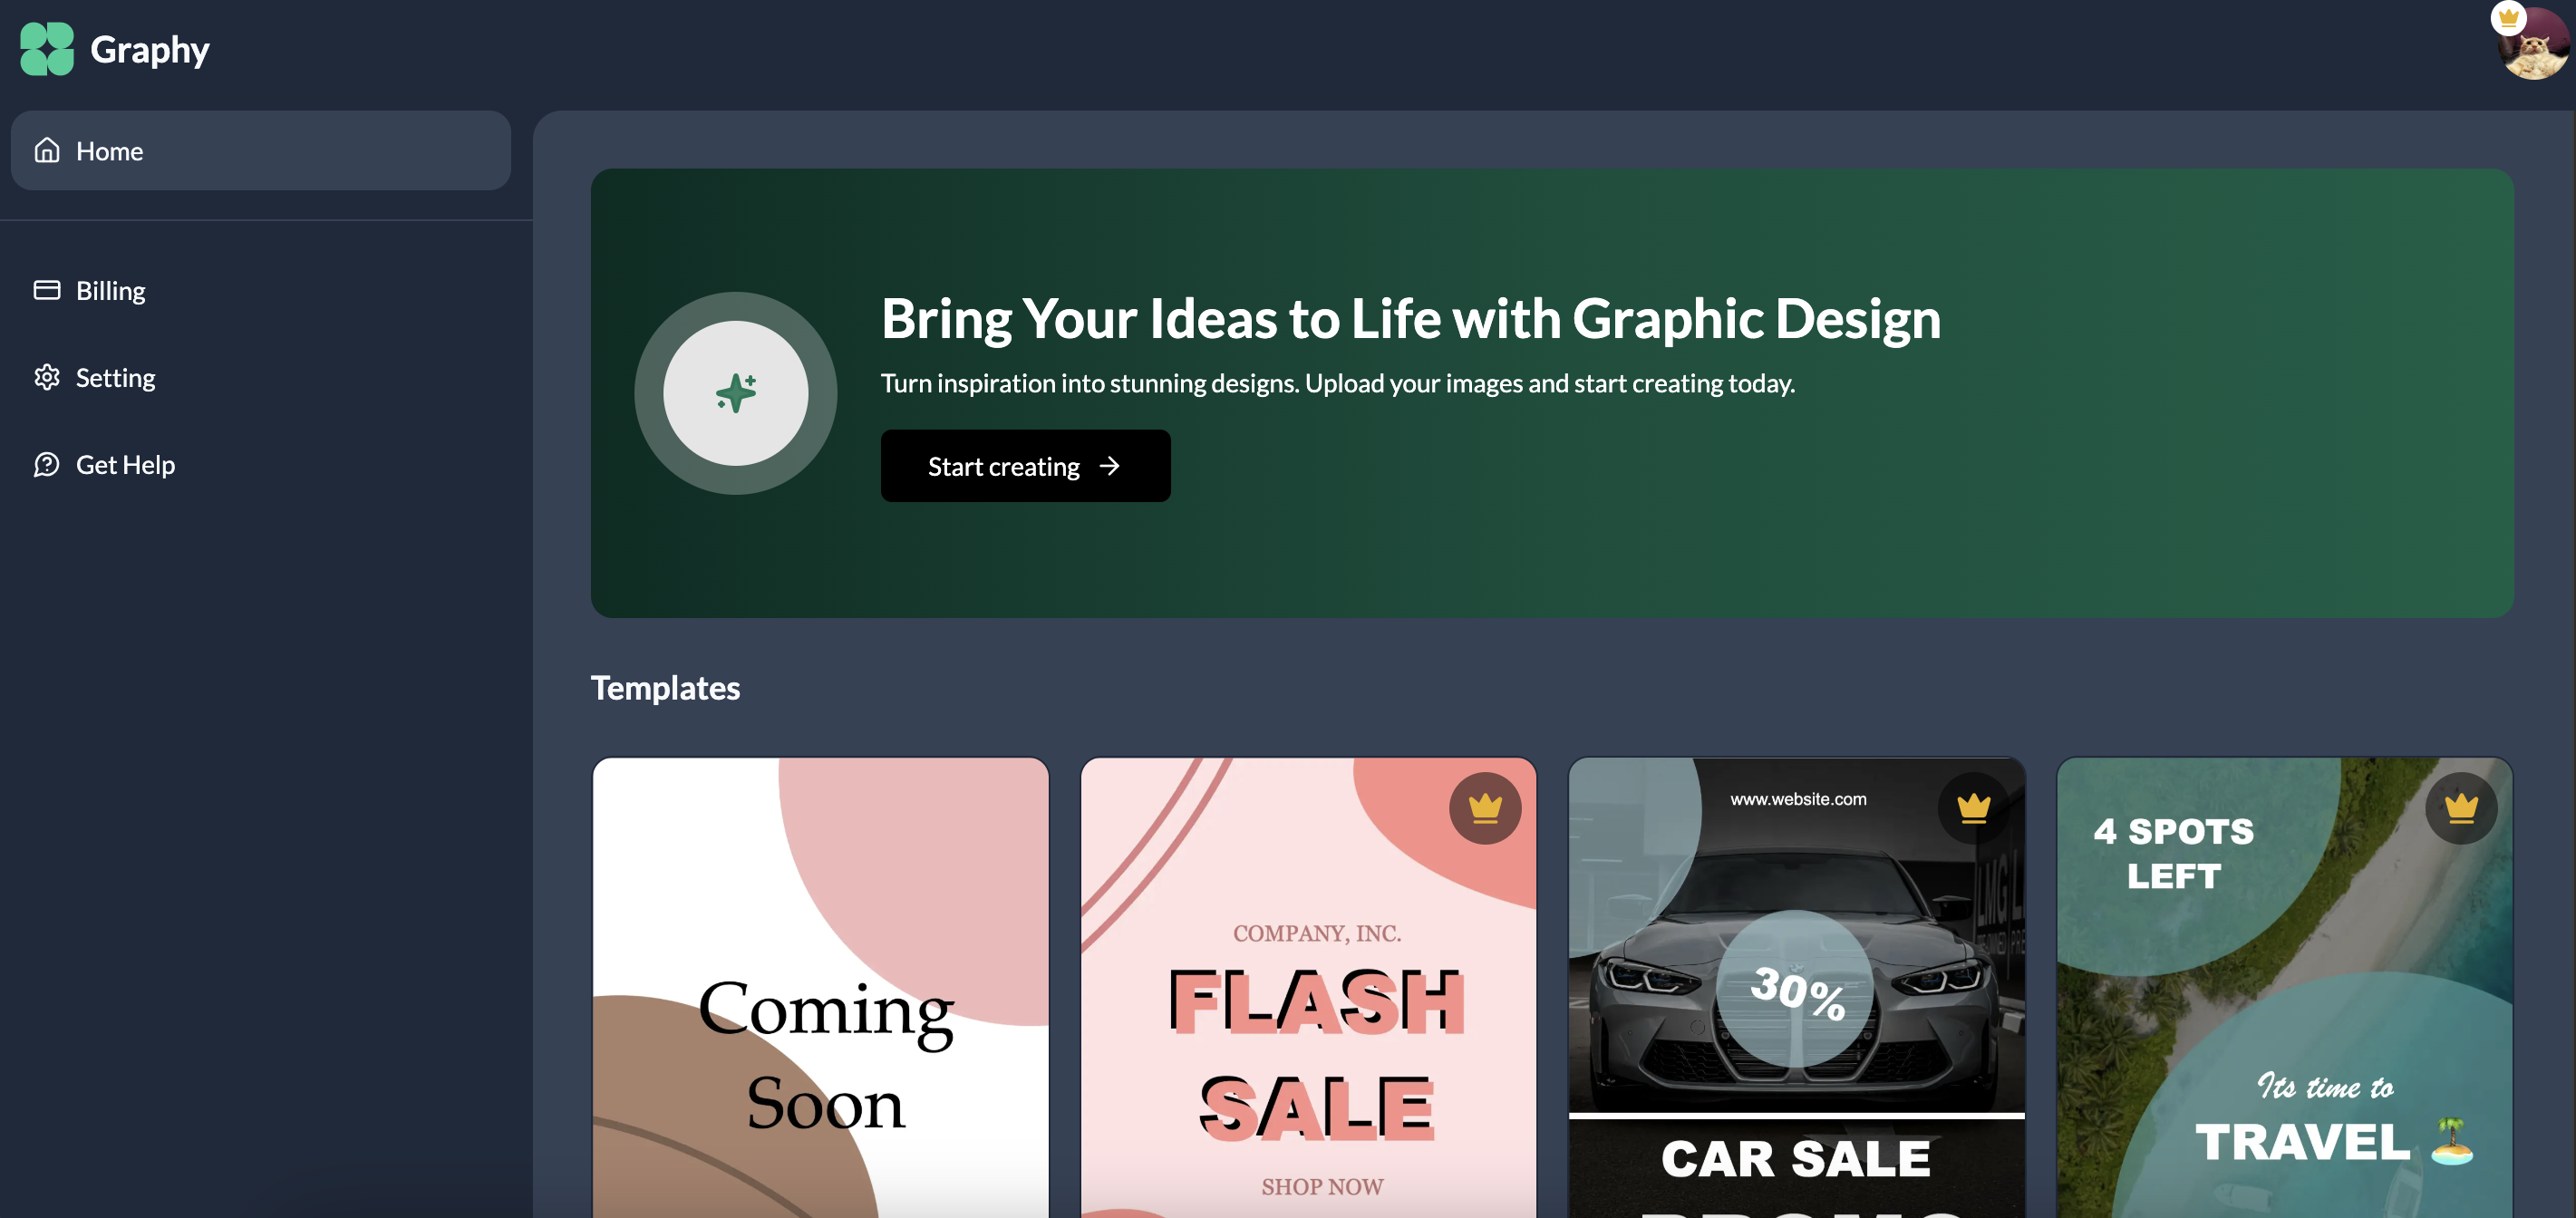 Graphy
Home
Billing
Setting
Get Help
Bring Your Ideas to Life with Graphic Design
Turn inspiration into stunning designs. Upload your images and start creating today.
Start creating
Templates
Coming
Soon
COMPANY, INC.
FLASH
SALE
SHOP NOW
www.website.com
30%
CAR SALE
4 SPOTS
LEFT
Its time to
TRAVEL